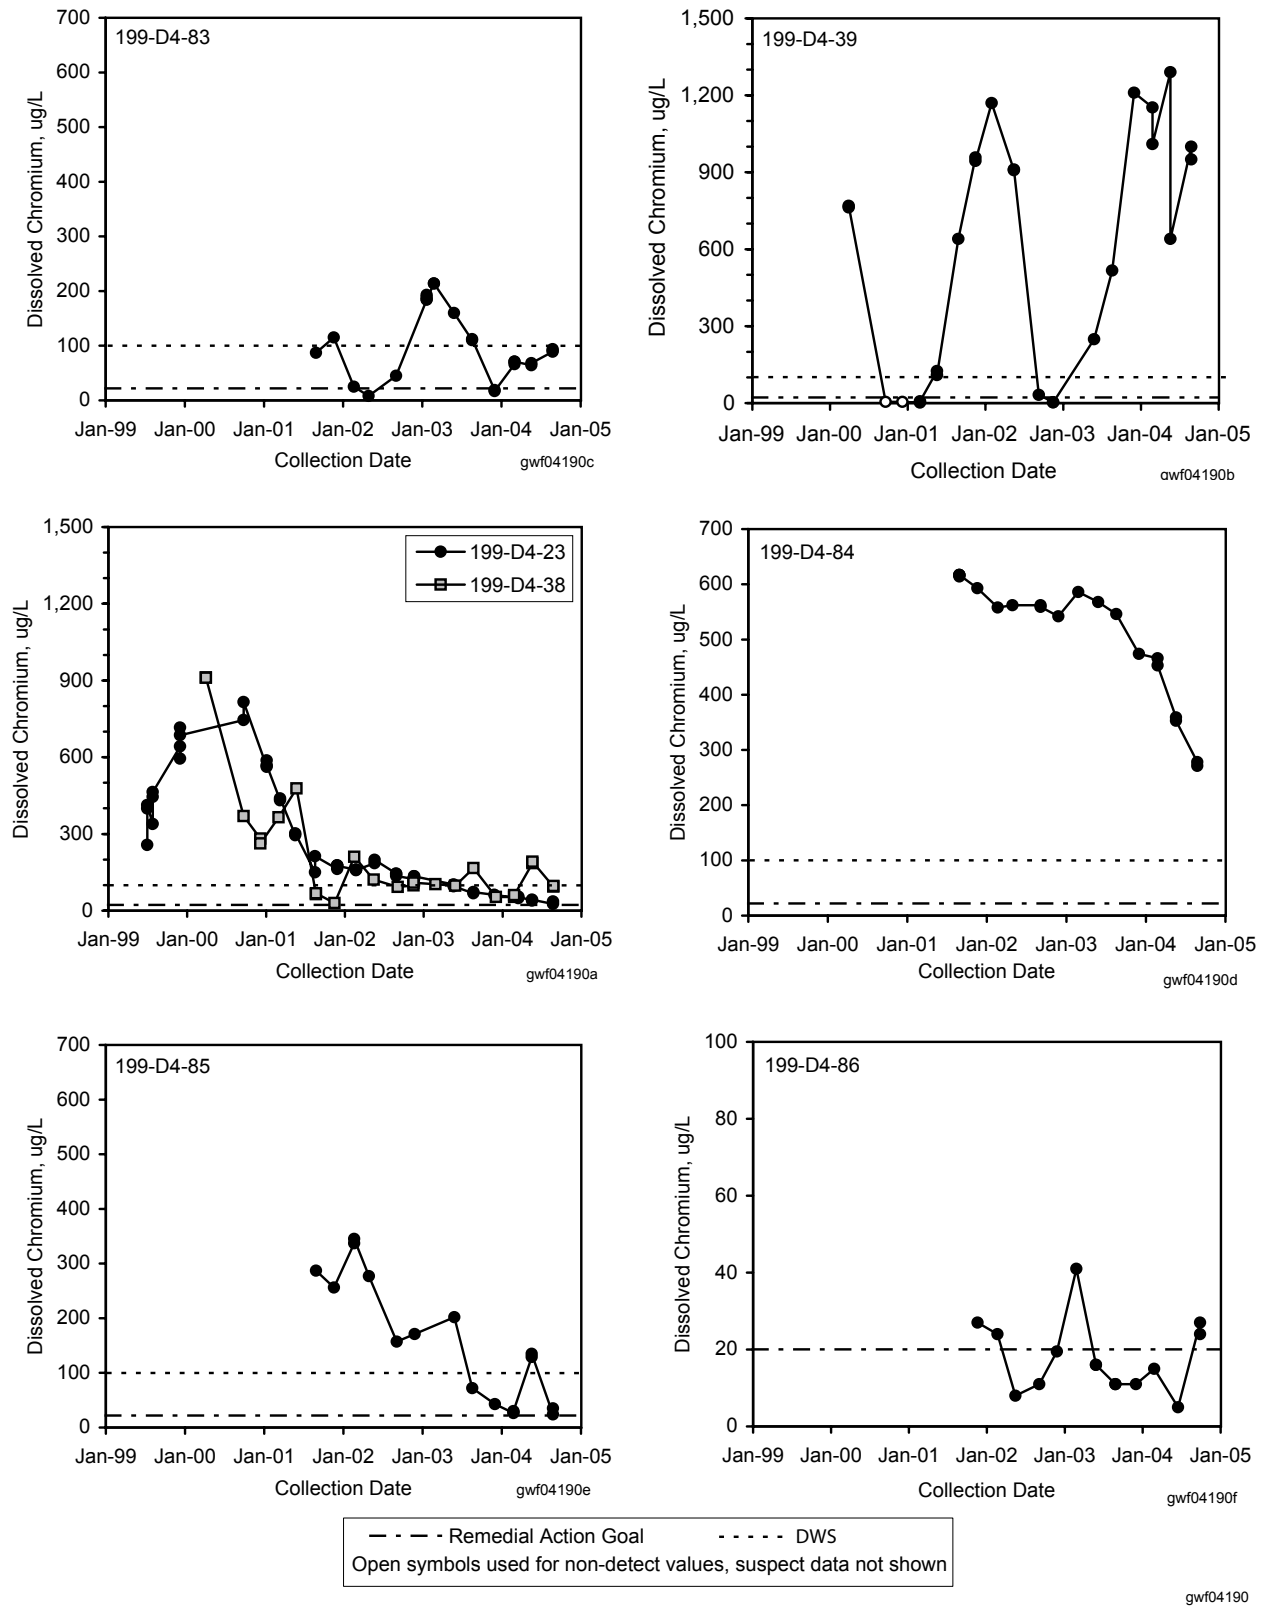 199-D4-83
700
600
500
400
300
200
100
0
Dissolved Chromium, ug/L
Jan-99 Jan-00 Jan-01 Jan-02 Jan-03 Jan-04 Jan-05
Collection Date
gwf04190c
199-D4-39
1,500
1,200
900
600
300
0
Dissolved Chromium, ug/L
Jan-99 Jan-00 Jan-01 Jan-02 Jan-03 Jan-04 Jan-05
Collection Date
gwf04190b
1,500
1,200
900
600
300
0
Dissolved Chromium, ug/L
199-D4-23
199-D4-38
Jan-99 Jan-00 Jan-01 Jan-02 Jan-03 Jan-04 Jan-05
Collection Date
gwf04190a
199-D4-84
700
600
500
400
300
200
100
0
Dissolved Chromium, ug/L
Jan-99 Jan-00 Jan-01 Jan-02 Jan-03 Jan-04 Jan-05
Collection Date
gwf04190d
199-D4-85
700
600
500
400
300
200
100
0
Dissolved Chromium, ug/L
Jan-99 Jan-00 Jan-01 Jan-02 Jan-03 Jan-04 Jan-05
Collection Date
gwf04190e
199-D4-86
100
80
60
40
20
0
Dissolved Chromium, ug/L
Jan-99 Jan-00 Jan-01 Jan-02 Jan-03 Jan-04 Jan-05
Collection Date
gwf04190f
Remedial Action Goal DWS
Open symbols used for non-detect values, suspect data not shown
gwf04190